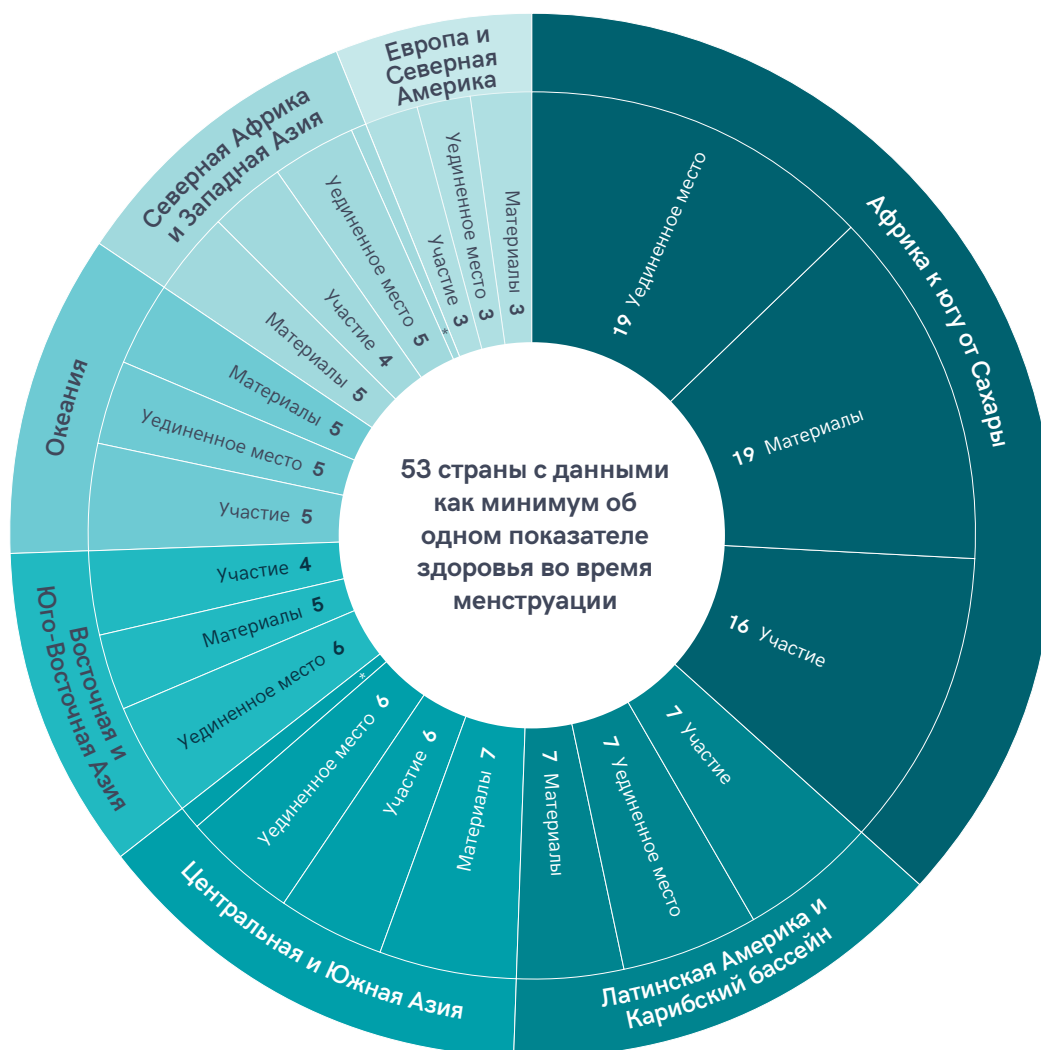 53 страны с данными
как минимум об
одном показателе
здоровья во время
менструации
Африка к югу от Сахары
19 Уединенное место
19 Материалы
16 Участие
Латинская Америка и
Карибский бассейн
7 Участие
7 Уединенное место
7 Материалы
Центральная и Южная Азия
Материалы 7
Участие 6
Уединенное место 6
*
Восточная и
Юго-Восточная Азия
Уединенное место 6
Материалы 5
Участие 4
Океания
Участие 5
Уединенное место 5
Материалы 5
Северная Африка
и Западная Азия
Материалы 5
Участие 4
Уединенное место 5
*
Европа и
Северная
Америка
Участие 3
Уединенное место 3
Материалы 3